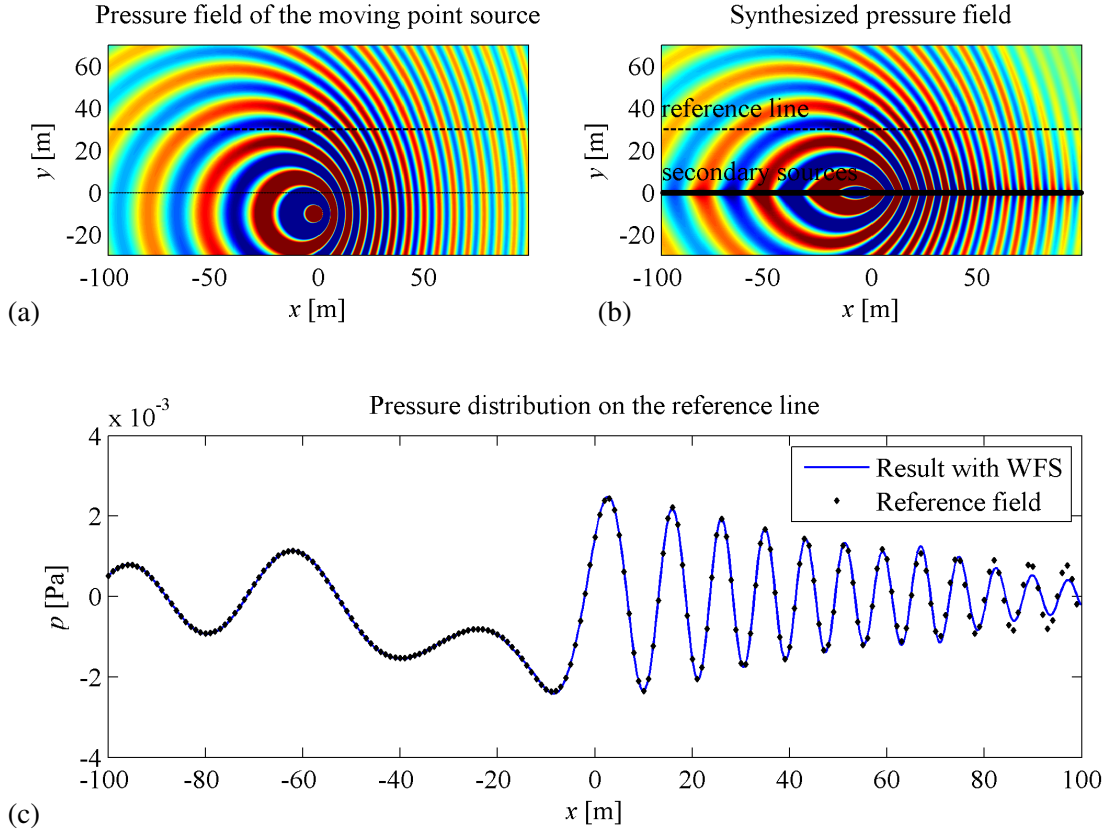 Pressure field of the moving point source
Synthesized pressure field
60
40
20
0
-20
y [m]
-100
-50
0
50
x [m]
(a)
60
40
20
0
-20
y [m]
reference line
secondary sources
-100
-50
0
50
x [m]
(b)
Pressure distribution on the reference line
x 10-3
4
2
0
-2
-4
p [Pa]
Result with WFS
Reference field
-100
-80
-60
-40
-20
0
20
40
60
80
100
x [m]
(c)